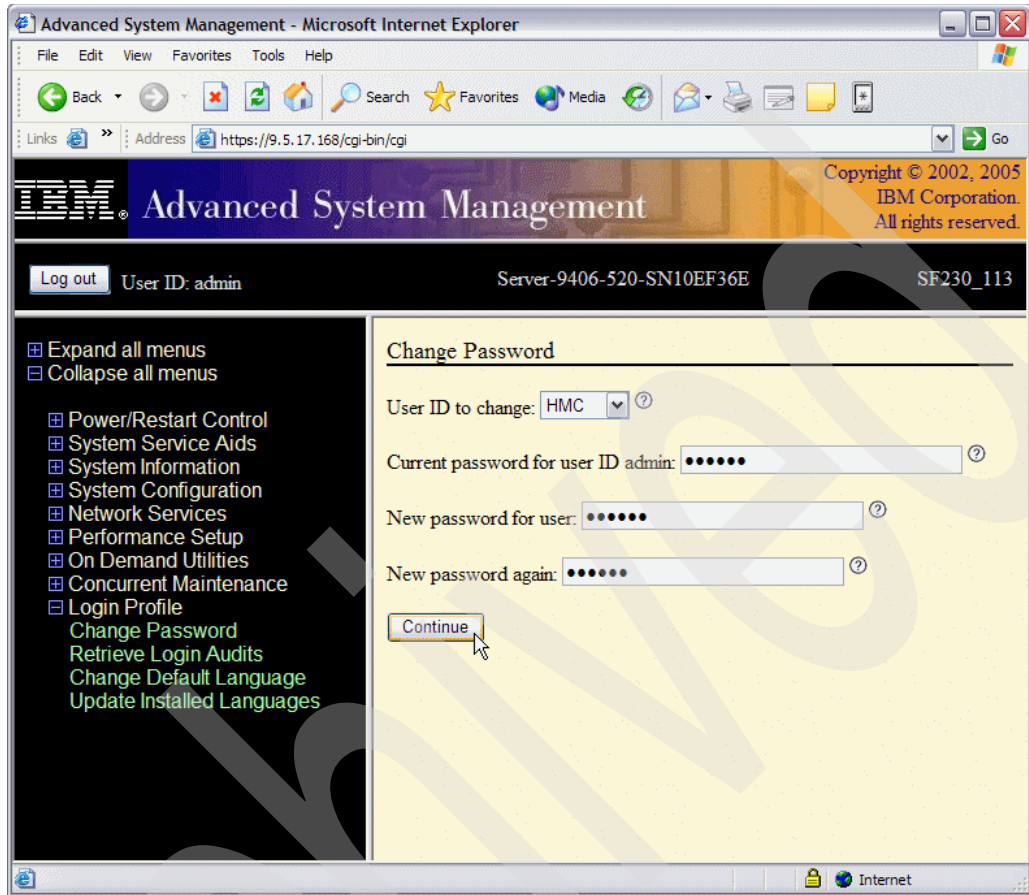 Advanced System Management - Microsoft Internet Explorer
File Edit View Favorites Tools Help
Back Search Favorites Media
Links » Address https://9.5.17.168/cgi-bin/cgi Go
IBM® Advanced System Management
Copyright © 2002, 2005
IBM Corporation.
All rights reserved.
Log out User ID: admin Server-9406-520-SN10EF36E SF230_113
Expand all menus
Collapse all menus
Power/Restart Control
System Service Aids
System Information
System Configuration
Network Services
Performance Setup
On Demand Utilities
Concurrent Maintenance
Login Profile
Change Password
Retrieve Login Audits
Change Default Language
Update Installed Languages
Change Password
User ID to change: HMC ?
Current password for user ID admin: •••••• ?
New password for user: •••••• ?
New password again: •••••• ?
Continue
Internet